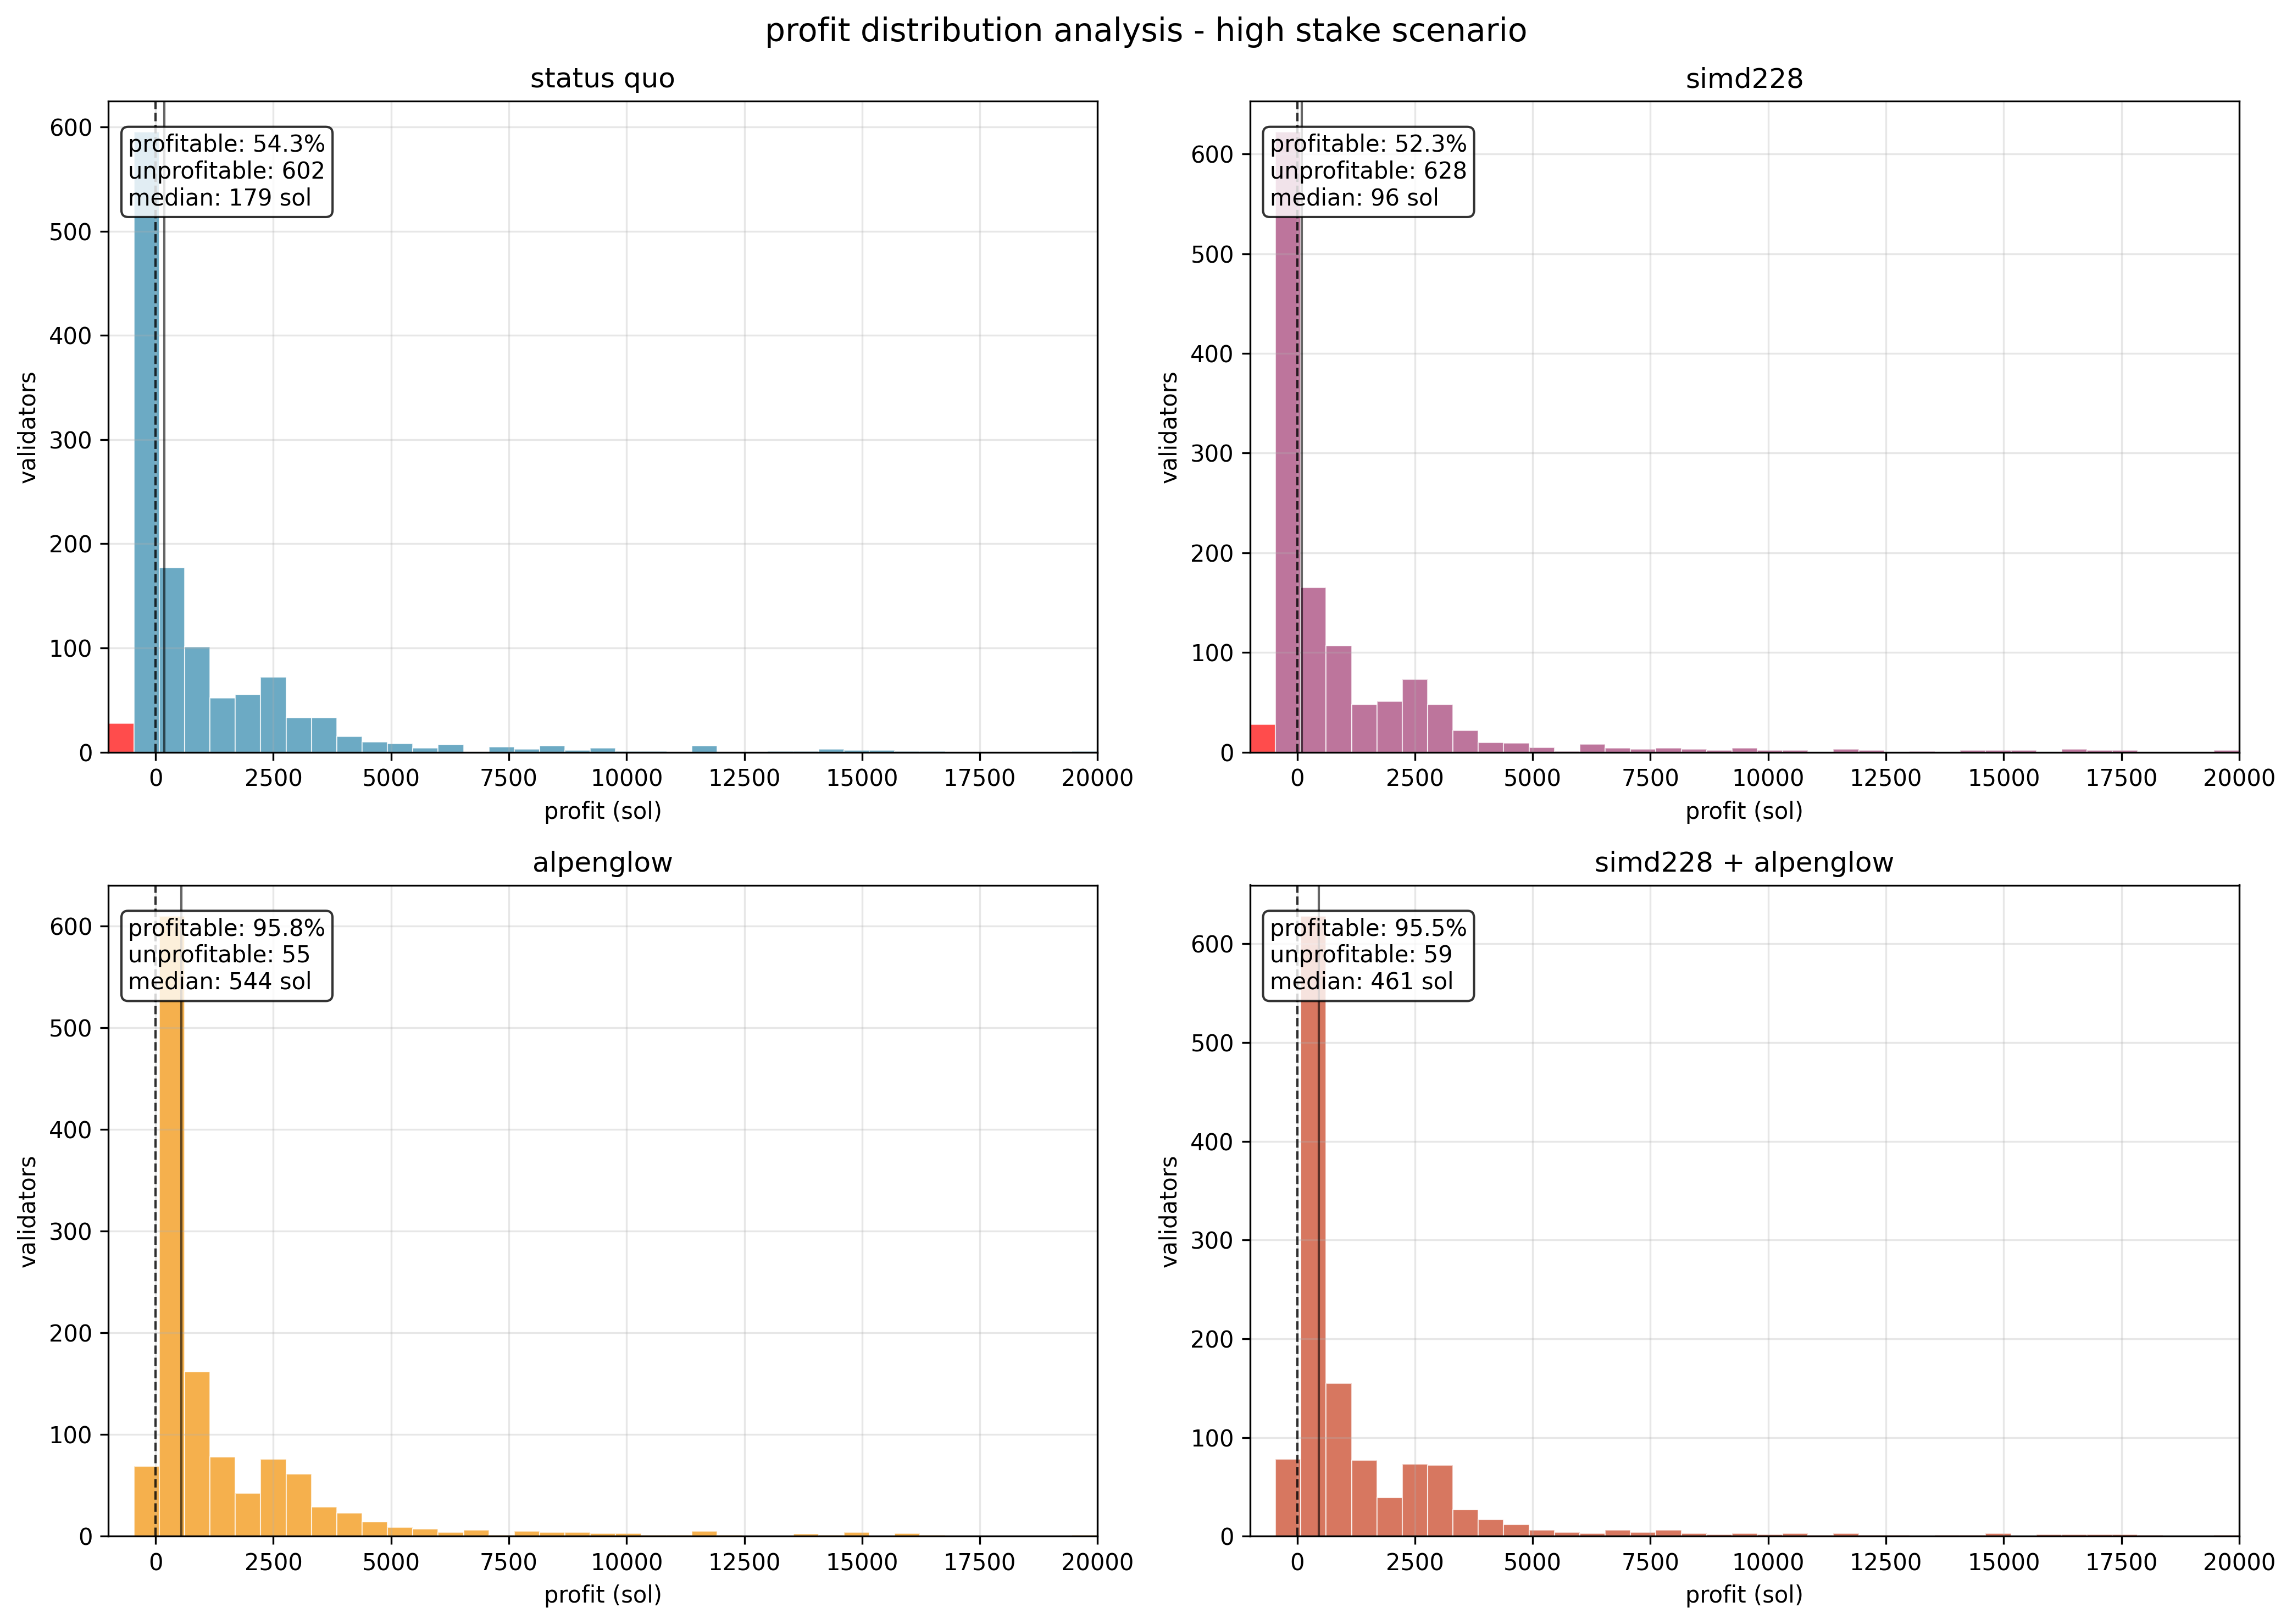 profit distribution analysis - high stake scenario
status quo
600
500
400
300
200
100
0
validators
profitable: 54.3%
unprofitable: 602
median: 179 sol
0 2500 5000 7500 10000 12500 15000 17500 20000
profit (sol)
simd228
600
500
400
300
200
100
0
validators
profitable: 52.3%
unprofitable: 628
median: 96 sol
0 2500 5000 7500 10000 12500 15000 17500 20000
profit (sol)
alpenglow
600
500
400
300
200
100
0
validators
profitable: 95.8%
unprofitable: 55
median: 544 sol
0 2500 5000 7500 10000 12500 15000 17500 20000
profit (sol)
simd228 + alpenglow
600
500
400
300
200
100
0
validators
profitable: 95.5%
unprofitable: 59
median: 461 sol
0 2500 5000 7500 10000 12500 15000 17500 20000
profit (sol)